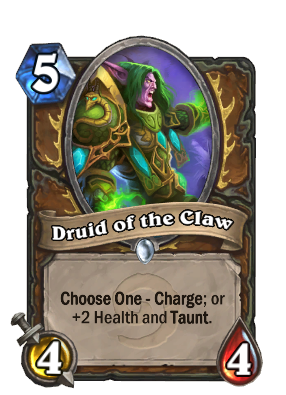 5
Druid of the Claw
Choose One - Charge; or
+2 Health and Taunt.
4
4